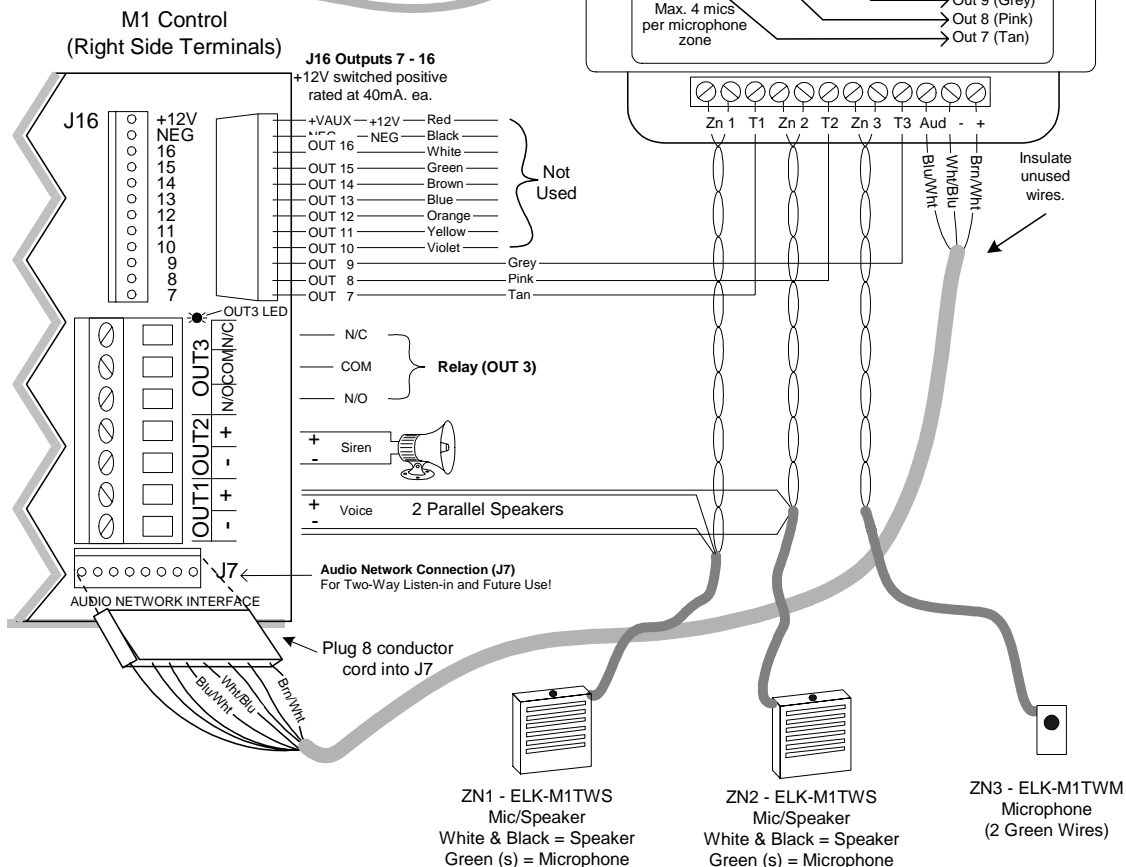 M1 Control
(Right Side Terminals)
J16 Outputs 7 - 16
+12V switched positive
rated at 40mA. ea.
Max. 4 mics
per microphone
zone
Out 9 (Grey)
Out 8 (Pink)
Out 7 (Tan)
J16
+12V
NEG
16
15
14
13
12
11
10
9
8
7
+VAUX +12V Red
NEG NEG Black
OUT 16 White
OUT 15 Green
OUT 14 Brown
OUT 13 Blue
OUT 12 Orange
OUT 11 Yellow
OUT 10 Violet
OUT 9 Grey
OUT 8 Pink
OUT 7 Tan
Not
Used
Zn 1 T1 Zn 2 T2 Zn 3 T3 Aud - +
Blu/Wht
Wht/Blu
Brn/Wht
Insulate
unused
wires.
OUT3 LED
OUT3
N/C
COM
N/O
OUT2
+
-
OUT1
+
-
N/C
COM
N/O
Relay (OUT 3)
+
-
Siren
+
-
Voice
2 Parallel Speakers
J7
AUDIO NETWORK INTERFACE
Audio Network Connection (J7)
For Two-Way Listen-in and Future Use!
Plug 8 conductor
cord into J7
Blu/Wht
Wht/Blu
Brn/Wht
ZN1 - ELK-M1TWS
Mic/Speaker
White & Black = Speaker
Green (s) = Microphone
ZN2 - ELK-M1TWS
Mic/Speaker
White & Black = Speaker
Green (s) = Microphone
ZN3 - ELK-M1TWM
Microphone
(2 Green Wires)